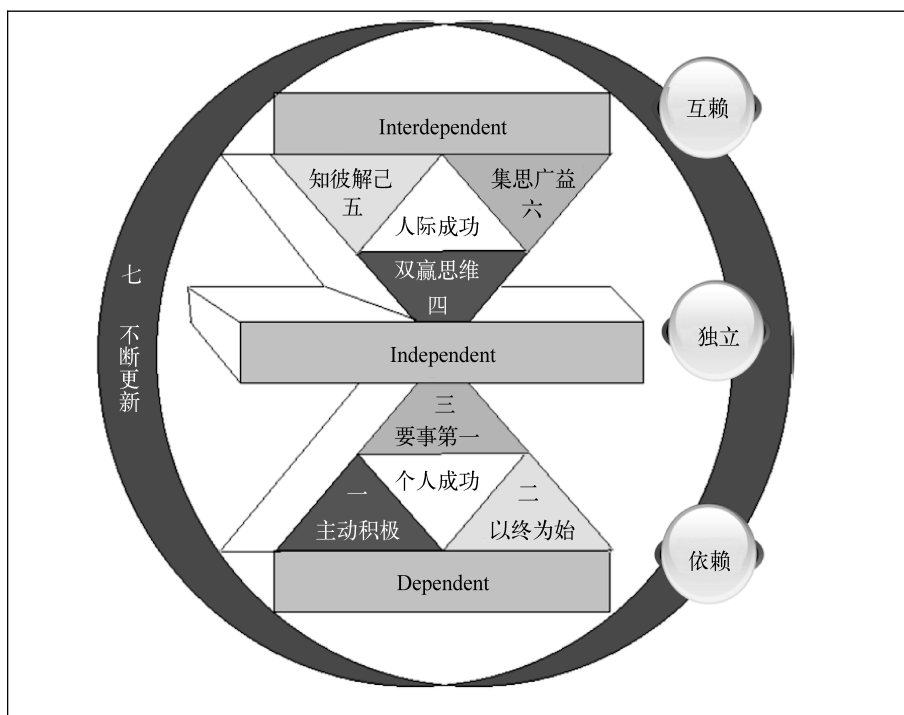 互赖
Interdependent
知彼解己
五
集思广益
六
人际成功
双赢思维
四
七
不断更新
独立
Independent
三
要事第一
个人成功
一
主动积极
二
以终为始
依赖
Dependent